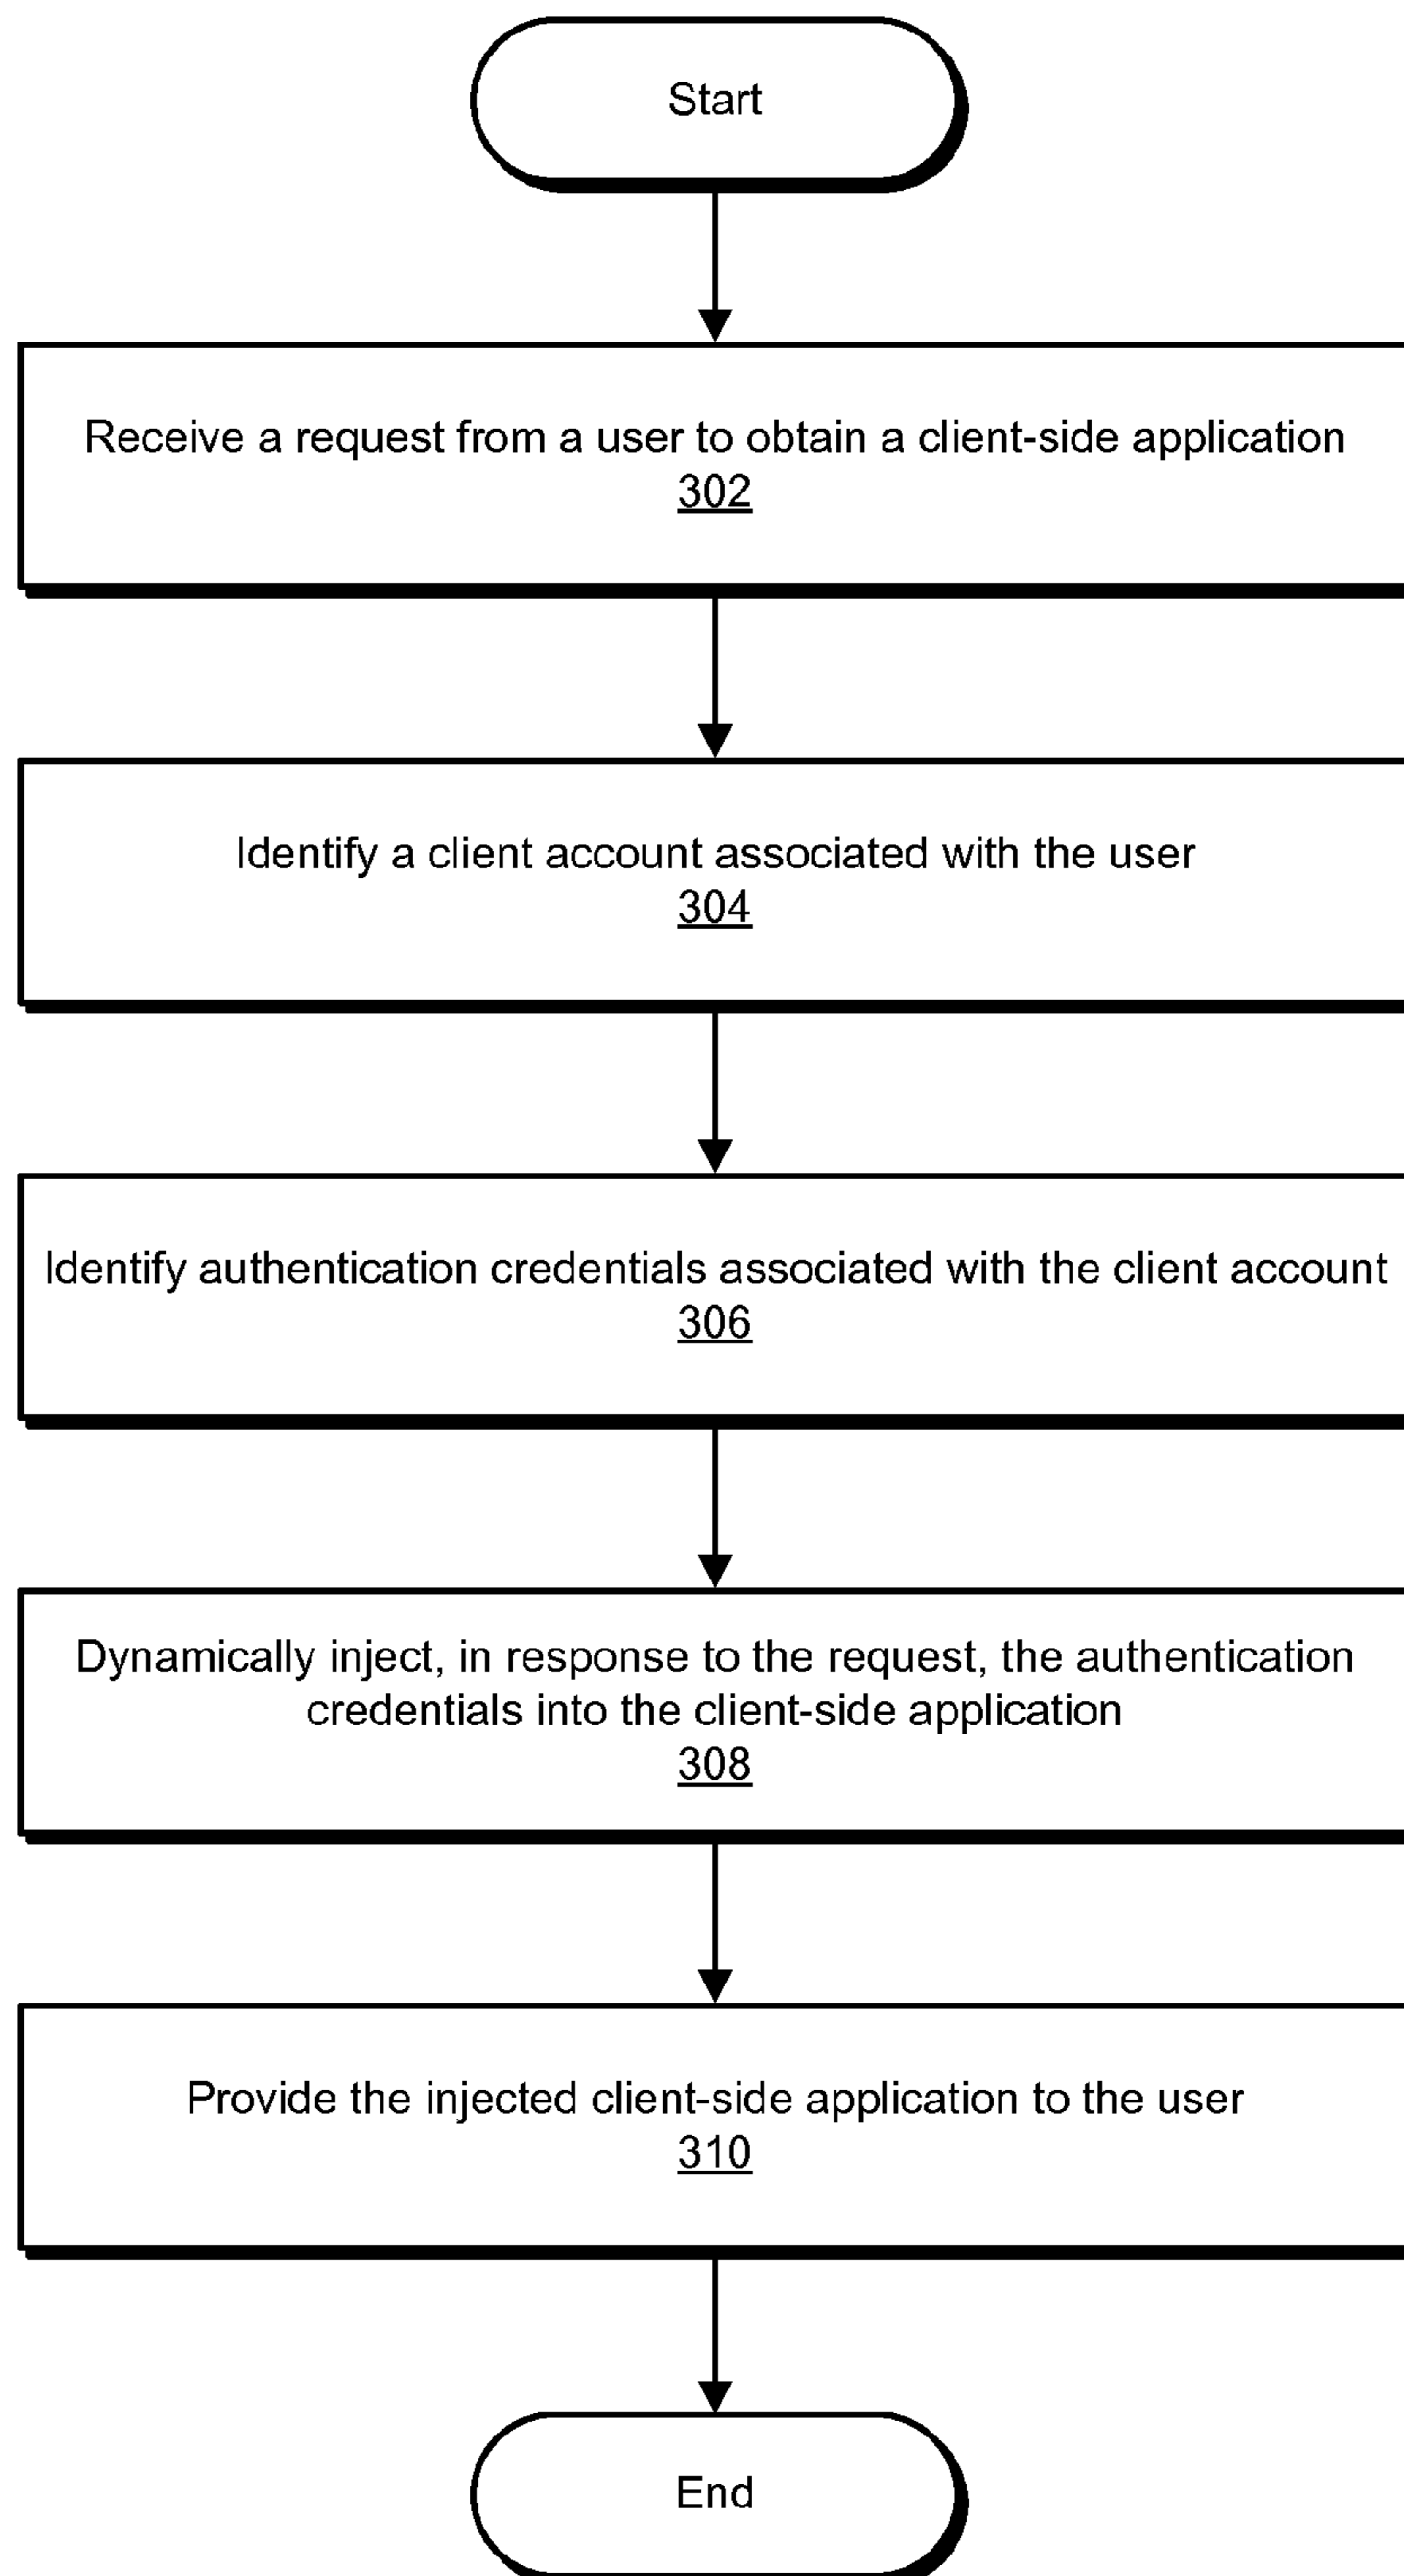 Start
Receive a request from a user to obtain a client-side application
302
Identify a client account associated with the user
304
Identify authentication credentials associated with the client account
306
Dynamically inject, in response to the request, the authentication
credentials into the client-side application
308
Provide the injected client-side application to the user
310
End